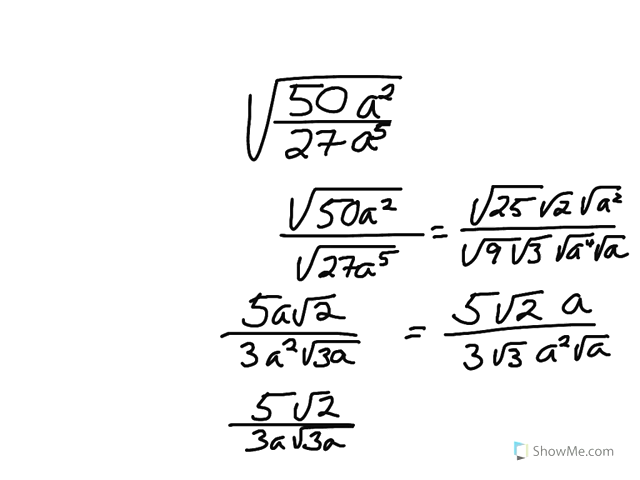 √(50a²/27a⁵)
√(50a²)/√(27a⁵) = √25√2√a²/√9√3√a⁴√a
5a√2/3a²√(3a) = 5√2 a/3√3 a²√a
5√2/3a√(3a)
ShowMe.com